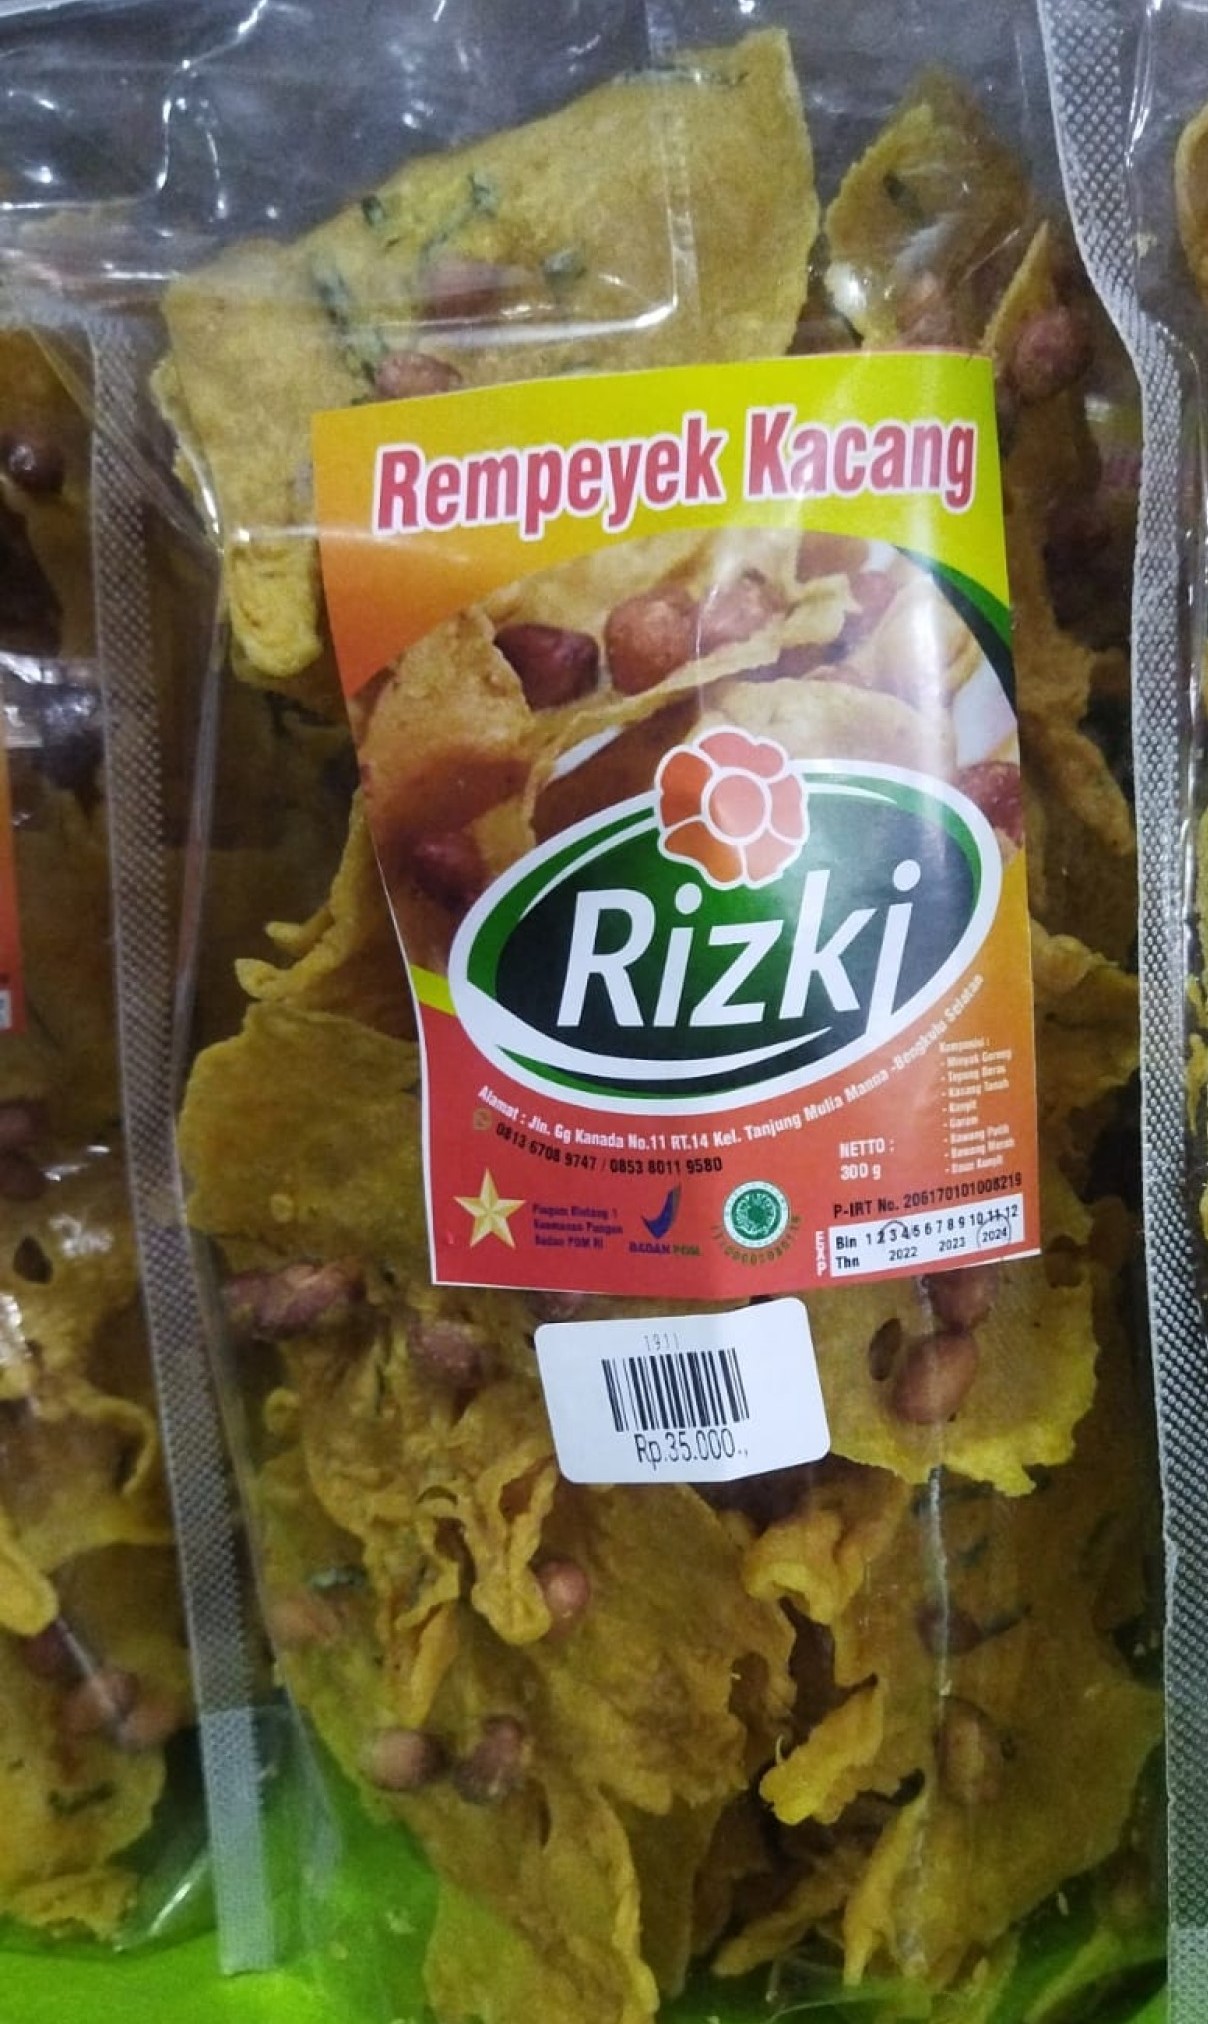 Rempeyek Kacang
Rizki
Alamat : Jln. Gg Kanada No.11 RT.14 Kel. Tanjung Mulia Manna -Bengkulu Selatan
0813 6708 9747 / 0853 8011 9580
Komposisi :
- Minyak Goreng
- Tepung Beras
- Kacang Tanah
- Kunyit
- Garam
- Bawang Putih
- Bawang Merah
- Daun Kunyit
NETTO :
300 g
Piagam Bintang 1
Keamanan Pangan
Badan POM RI
BADAN POM
P-IRT No. 206170101008219
EXP
Bln 1 2 3 4 5 6 7 8 9 10 11 12
Thn 2022 2023 2024
1911
Rp.35.000.,